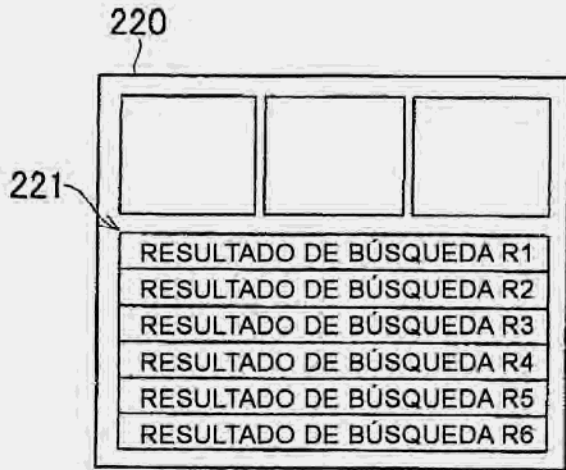 220
221
RESULTADO DE BÚSQUEDA R1
RESULTADO DE BÚSQUEDA R2
RESULTADO DE BÚSQUEDA R3
RESULTADO DE BÚSQUEDA R4
RESULTADO DE BÚSQUEDA R5
RESULTADO DE BÚSQUEDA R6